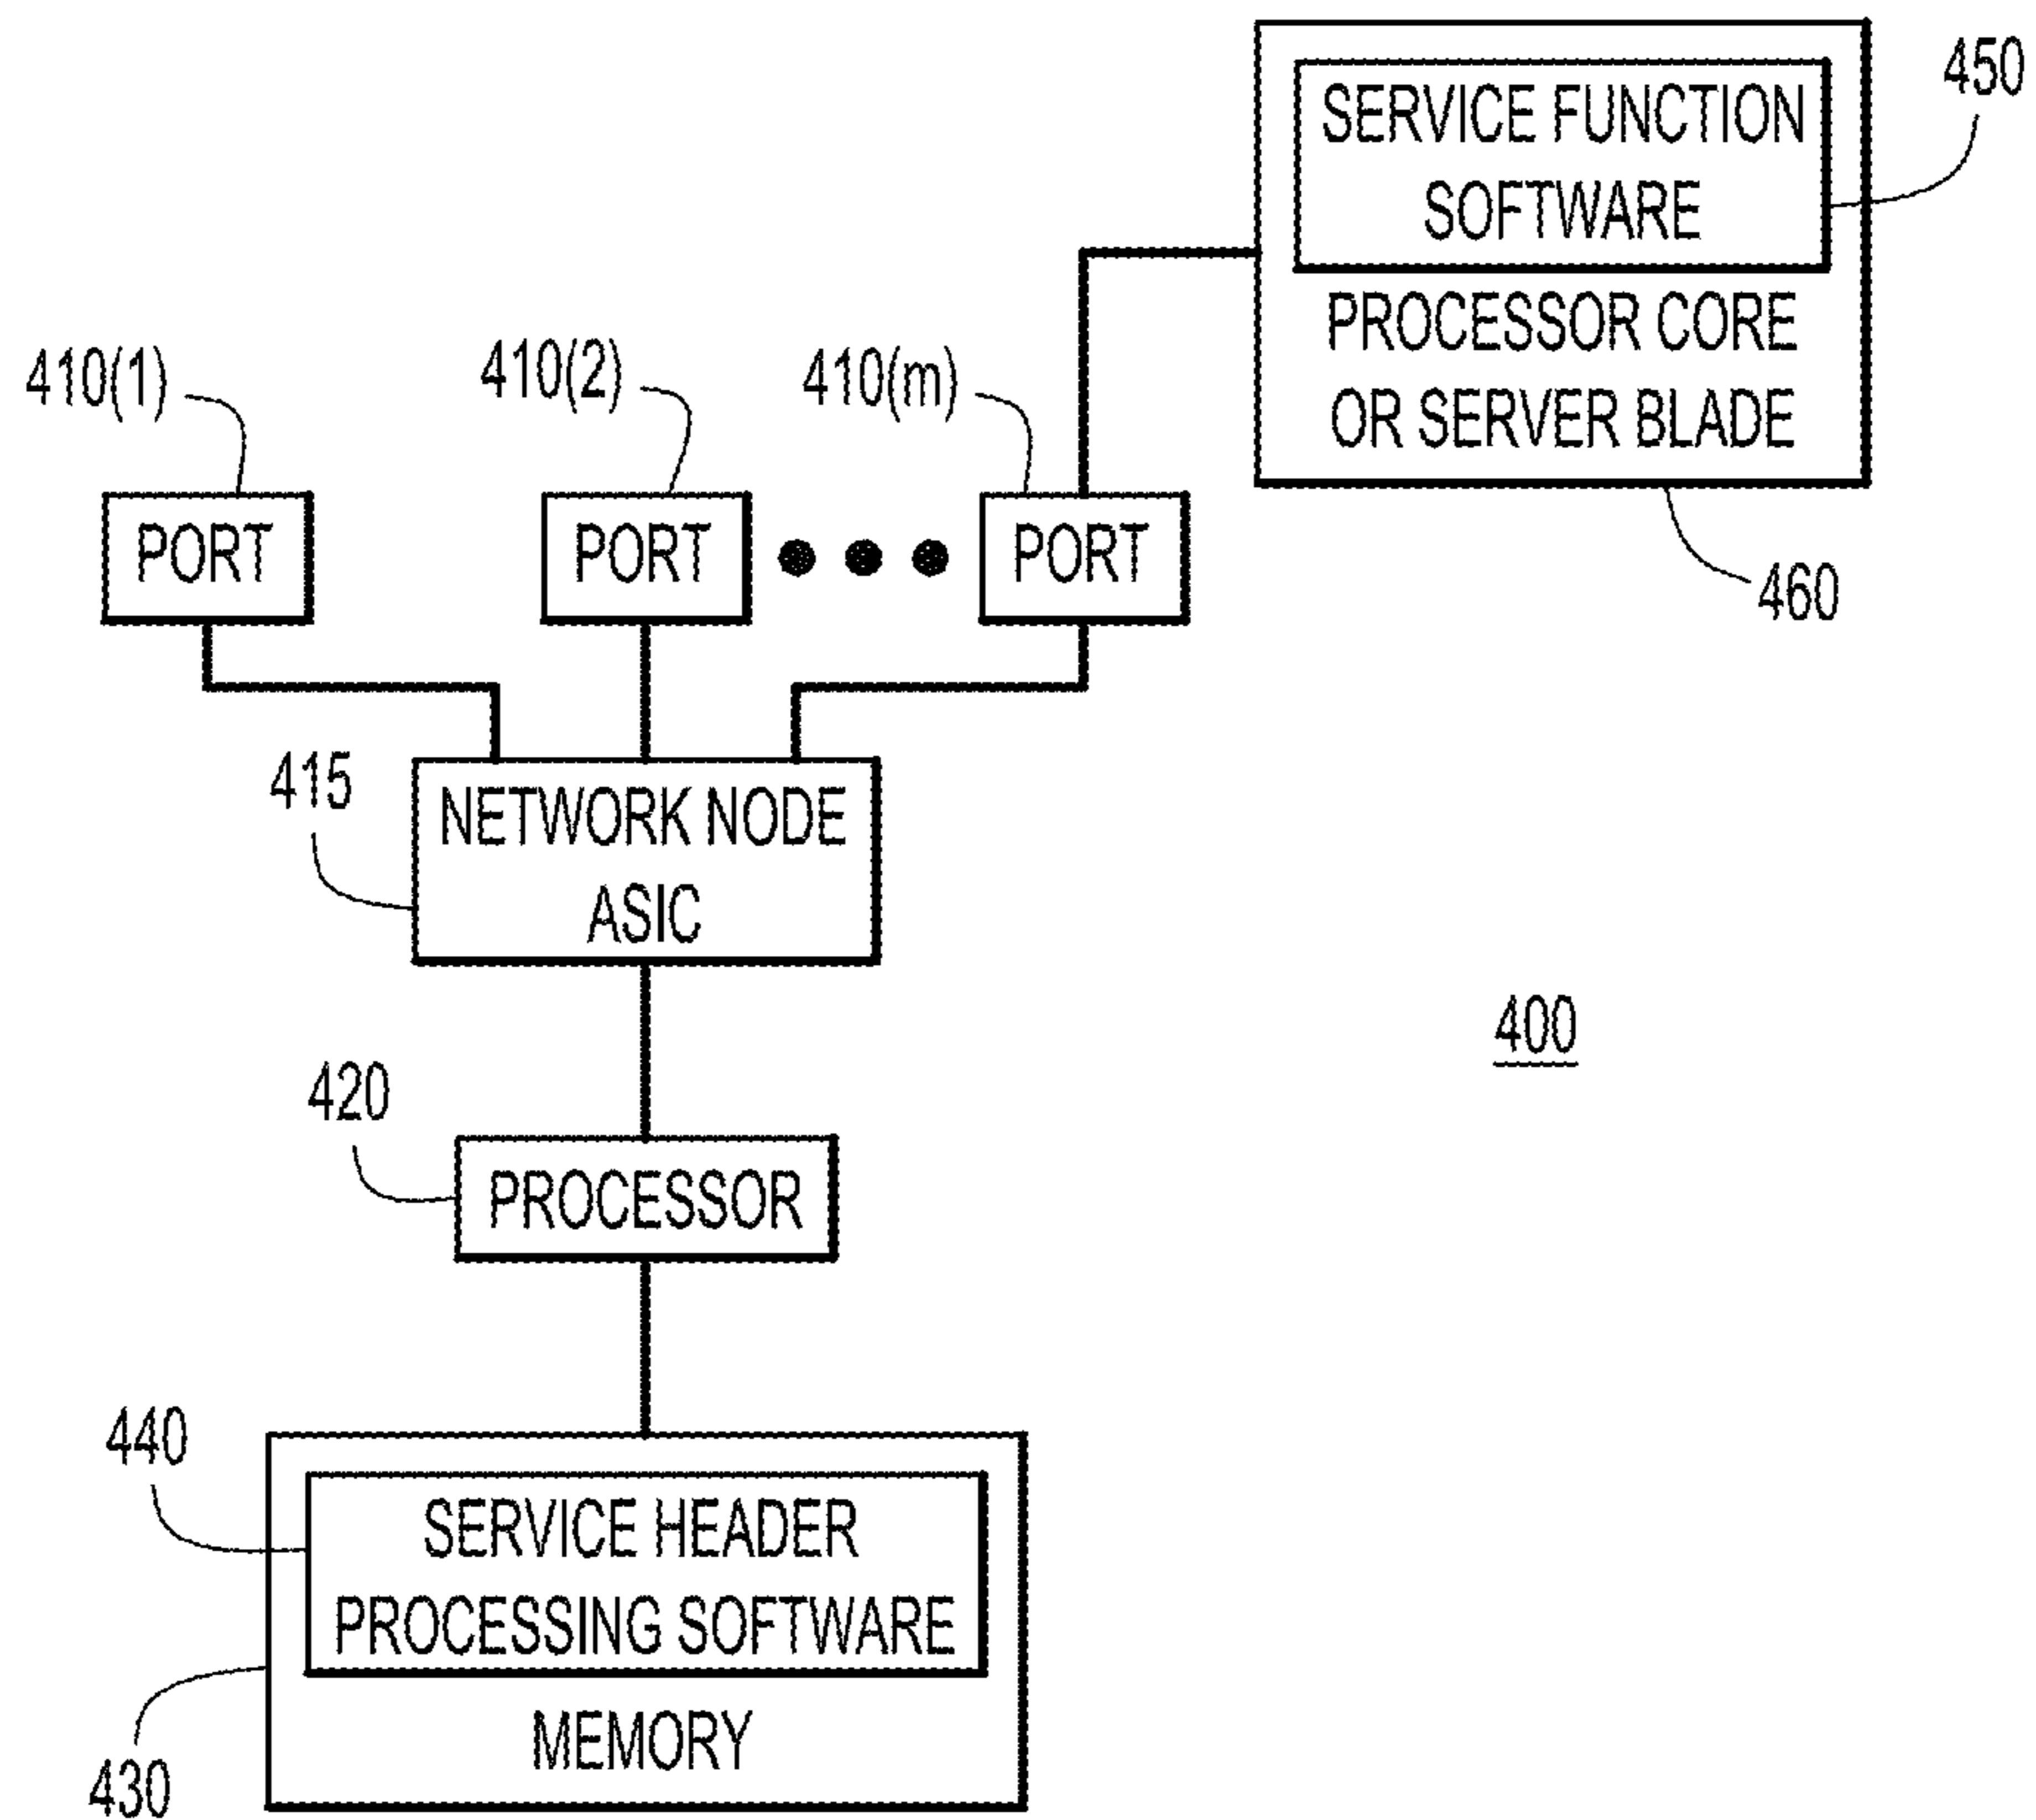 SERVICE FUNCTION
SOFTWARE
450
PROCESSOR CORE
OR SERVER BLADE
460
410(1)
410(2)
410(m)
PORT
PORT
PORT
415
NETWORK NODE
ASIC
400
420
PROCESSOR
440
SERVICE HEADER
PROCESSING SOFTWARE
MEMORY
430